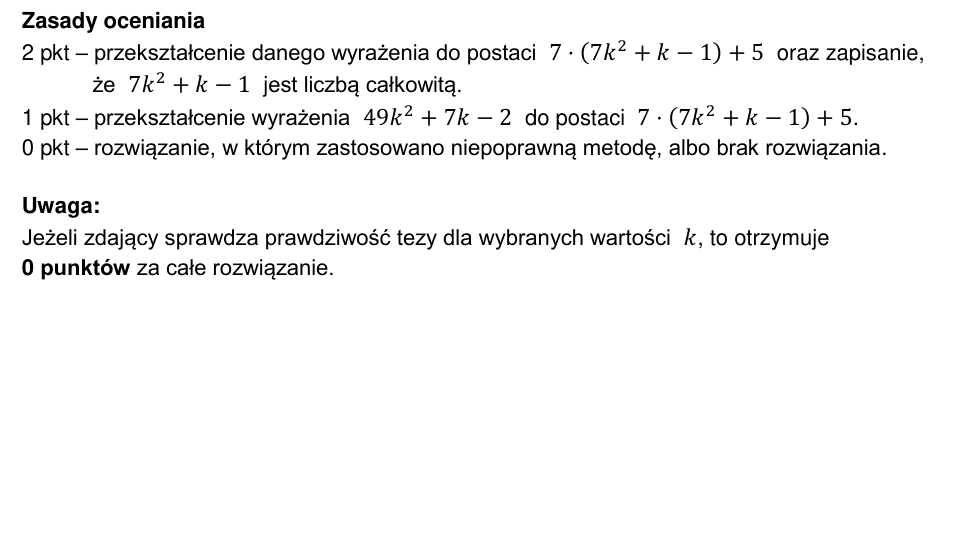 Zasady oceniania
2 pkt – przekształcenie danego wyrażenia do postaci 7 · (7k² + k − 1) + 5 oraz zapisanie,
że 7k² + k − 1 jest liczbą całkowitą.
1 pkt – przekształcenie wyrażenia 49k² + 7k − 2 do postaci 7 · (7k² + k − 1) + 5.
0 pkt – rozwiązanie, w którym zastosowano niepoprawną metodę, albo brak rozwiązania.
Uwaga:
Jeżeli zdający sprawdza prawdziwość tezy dla wybranych wartości k, to otrzymuje
0 punktów za całe rozwiązanie.